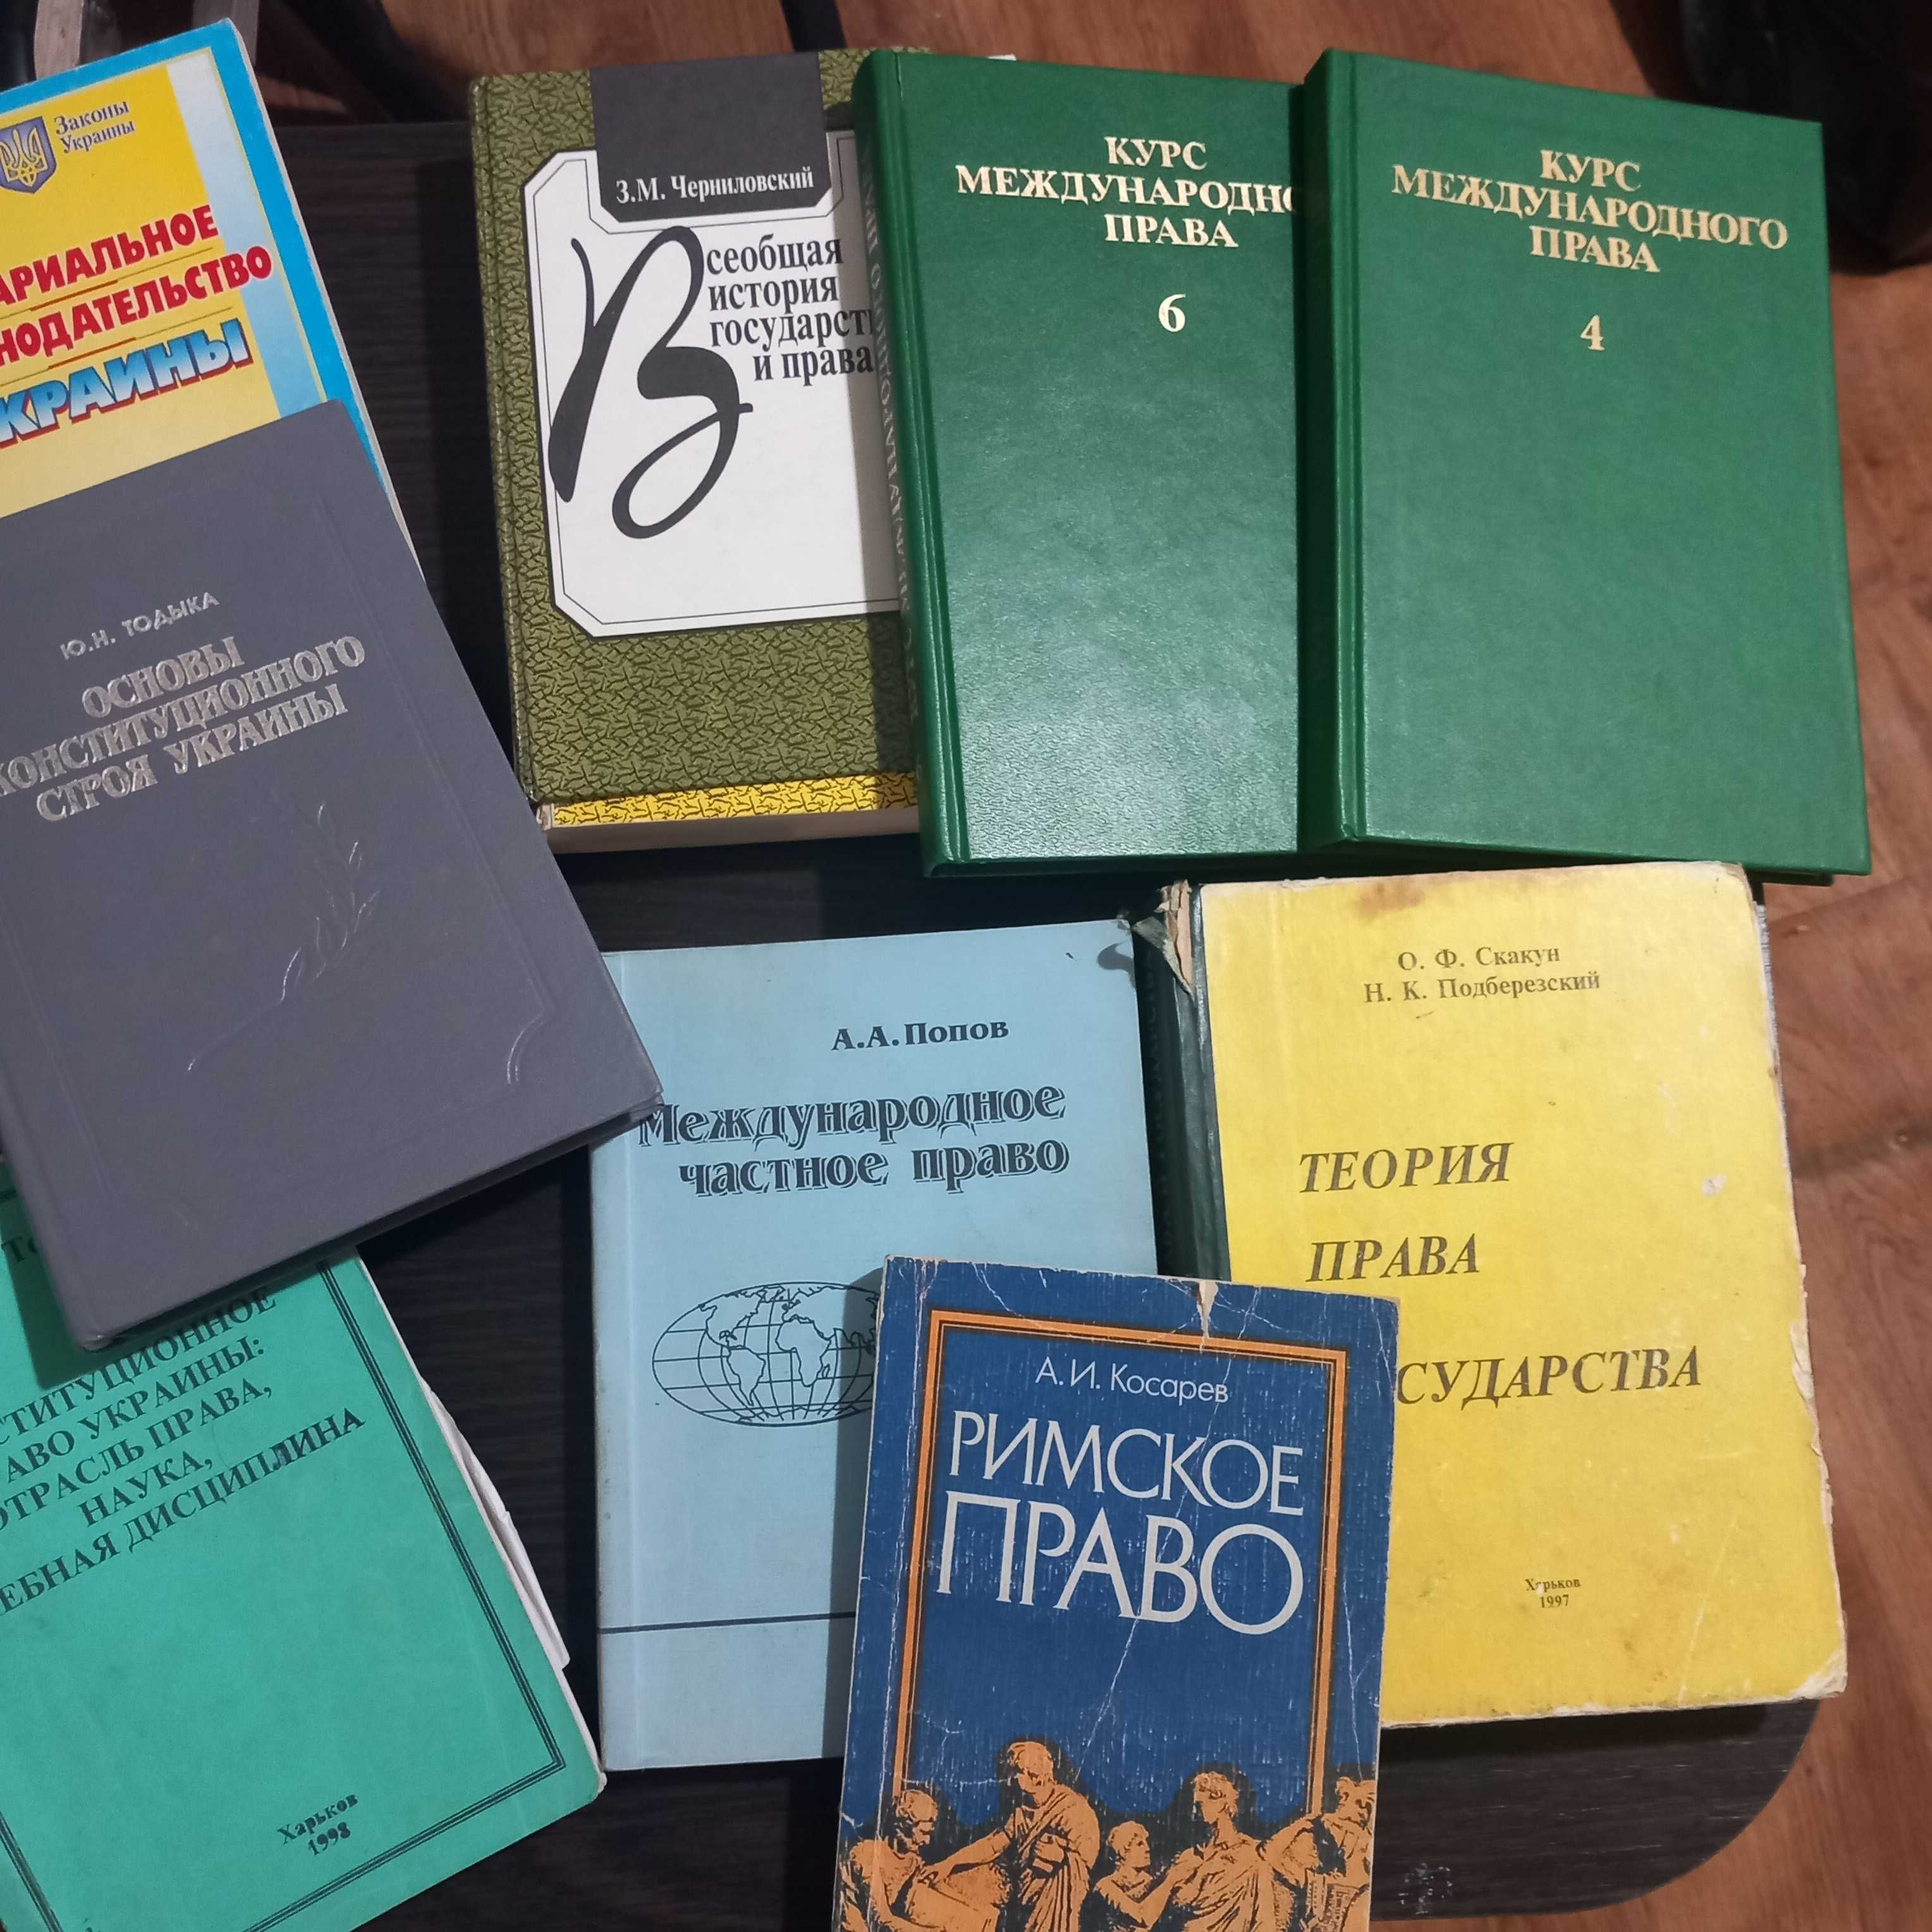 Законы
Украины
АРИАЛЬНОЕ
НОДАТЕЛЬСТВО
КРАИНЫ
Ю.Н. ТОДЫКА
ОСНОВЫ
КОНСТИТУЦИОННОГО
СТРОЯ УКРАИНЫ
СТИТУЦИОННОЕ
АВО УКРАИНЫ:
ОТРАСЛЬ ПРАВА,
НАУКА,
ЕБНАЯ ДИСЦИПЛИНА
Харьков
1998
З.М. Черниловский
Всеобщая
история
государст
и права
КУРС
МЕЖДУНАРОДНО
ПРАВА
6
КУРС
МЕЖДУНАРОДНОГО
ПРАВА
4
А.А. Попов
Международное
частное право
О. Ф. Скакун
Н. К. Подберезский
ТЕОРИЯ
ПРАВА
СУДАРСТВА
Харьков
1997
А.И. Косарев
РИМСКОЕ
ПРАВО